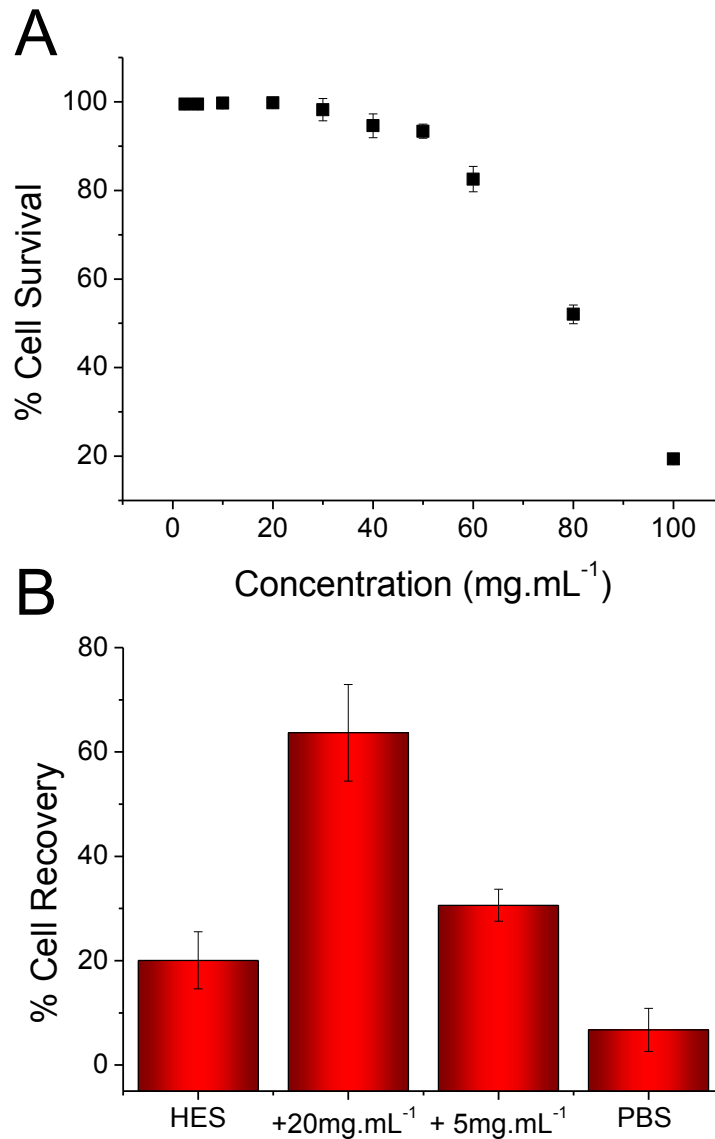 A
100
80
60
40
20
% Cell Survival
0 20 40 60 80 100
Concentration (mg.mL⁻¹)
B
80
60
40
20
0
% Cell Recovery
HES +20mg.mL⁻¹ + 5mg.mL⁻¹ PBS